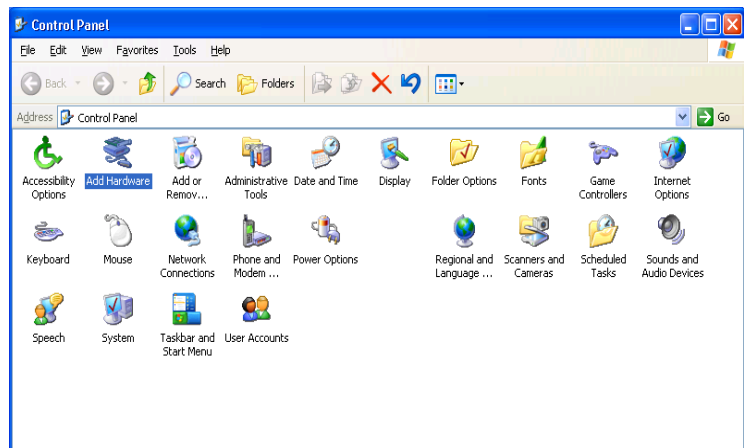 Control Panel
File Edit View Favorites Tools Help
Back Search Folders
Address Control Panel Go
Accessibility Options
Add Hardware
Add or Remov...
Administrative Tools
Date and Time
Display
Folder Options
Fonts
Game Controllers
Internet Options
Keyboard
Mouse
Network Connections
Phone and Modem ...
Power Options
Regional and Language ...
Scanners and Cameras
Scheduled Tasks
Sounds and Audio Devices
Speech
System
Taskbar and Start Menu
User Accounts